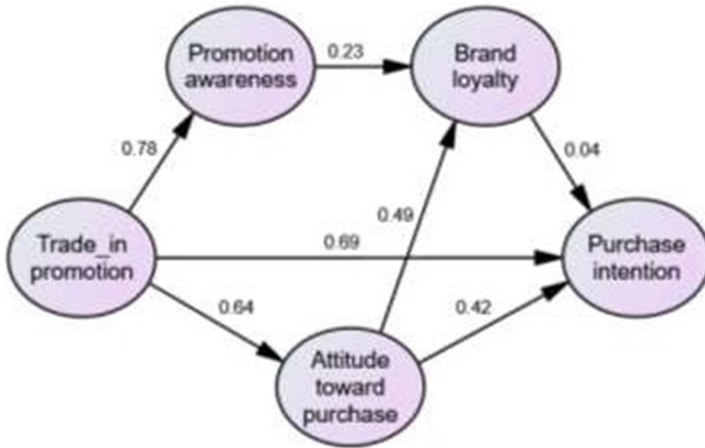 Promotion
awareness
0.23
Brand
loyalty
0.78
0.04
0.49
Trade_in
promotion
0.69
Purchase
intention
0.64
0.42
Attitude
toward
purchase